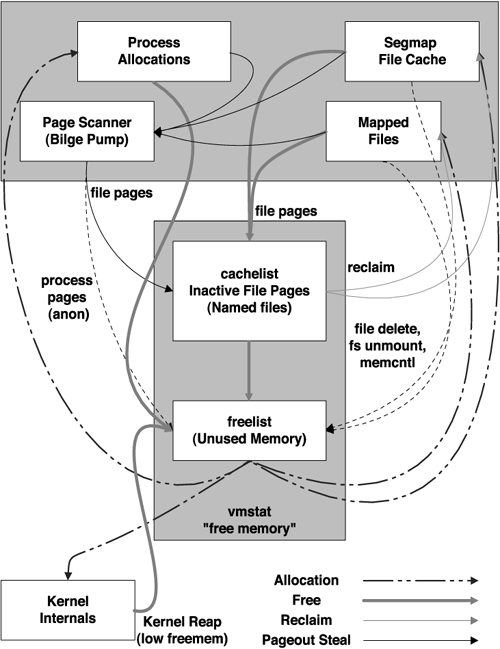 Process
Allocations
Segmap
File Cache
Page Scanner
(Bilge Pump)
Mapped
Files
file pages
file pages
cachelist
Inactive File Pages
(Named files)
reclaim
process
pages
(anon)
file delete,
fs unmount,
memcntl
freelist
(Unused Memory)
vmstat
"free memory"
Kernel
Internals
Kernel Reap
(low freemem)
Allocation
Free
Reclaim
Pageout Steal